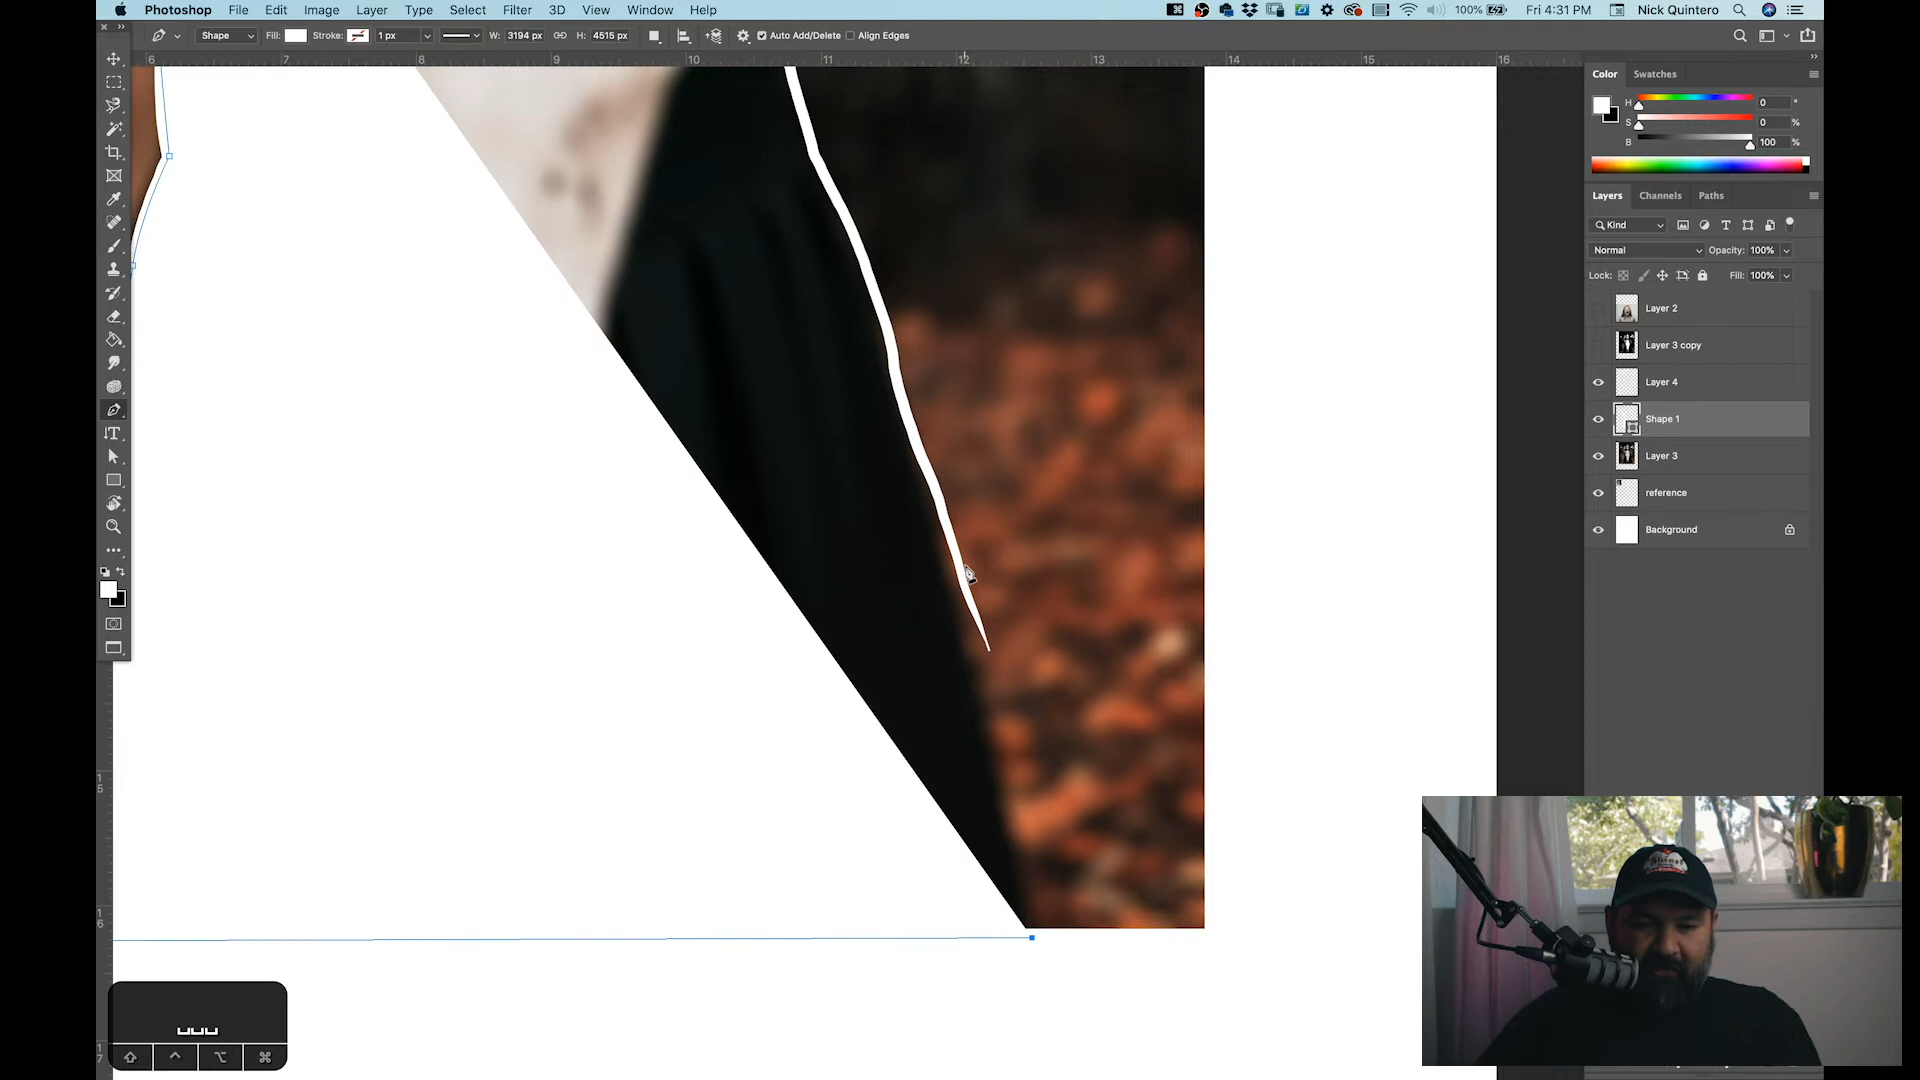 Photoshop File Edit Image Layer Type Select Filter 3D View Window Help 100% Fri 4:31 PM Nick Quintero
Shape Fill: Stroke: 1 px W: 3194 px H: 4515 px Auto Add/Delete Align Edges
6 7 8 9 10 11 12 13 14 15 16
Color Swatches
H 0 °
S 0 %
B 100 %
Layers Channels Paths
Kind
Normal Opacity: 100%
Lock: Fill: 100%
Layer 2
Layer 3 copy
Layer 4
Shape 1
Layer 3
reference
Background
15
16
17